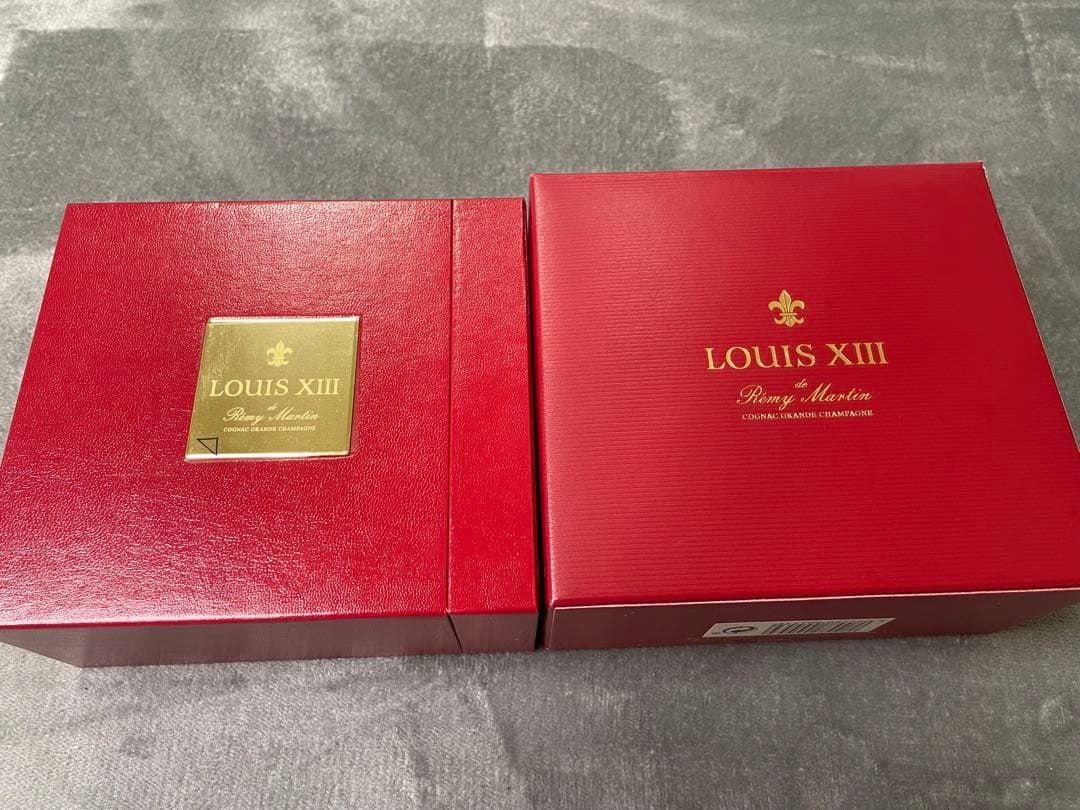 LOUIS XIII
de
Rémy Martin
COGNAC GRANDE CHAMPAGNE
LOUIS XIII
de
Rémy Martin
COGNAC GRANDE CHAMPAGNE